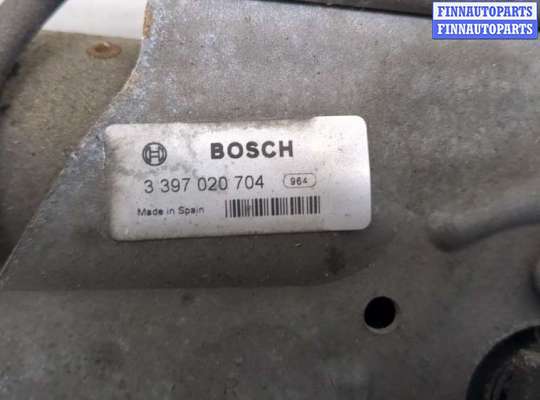 FINNAUTOPARTS
FINNAUTOPARTS
BOSCH
3 397 020 704 964
Made in Spain